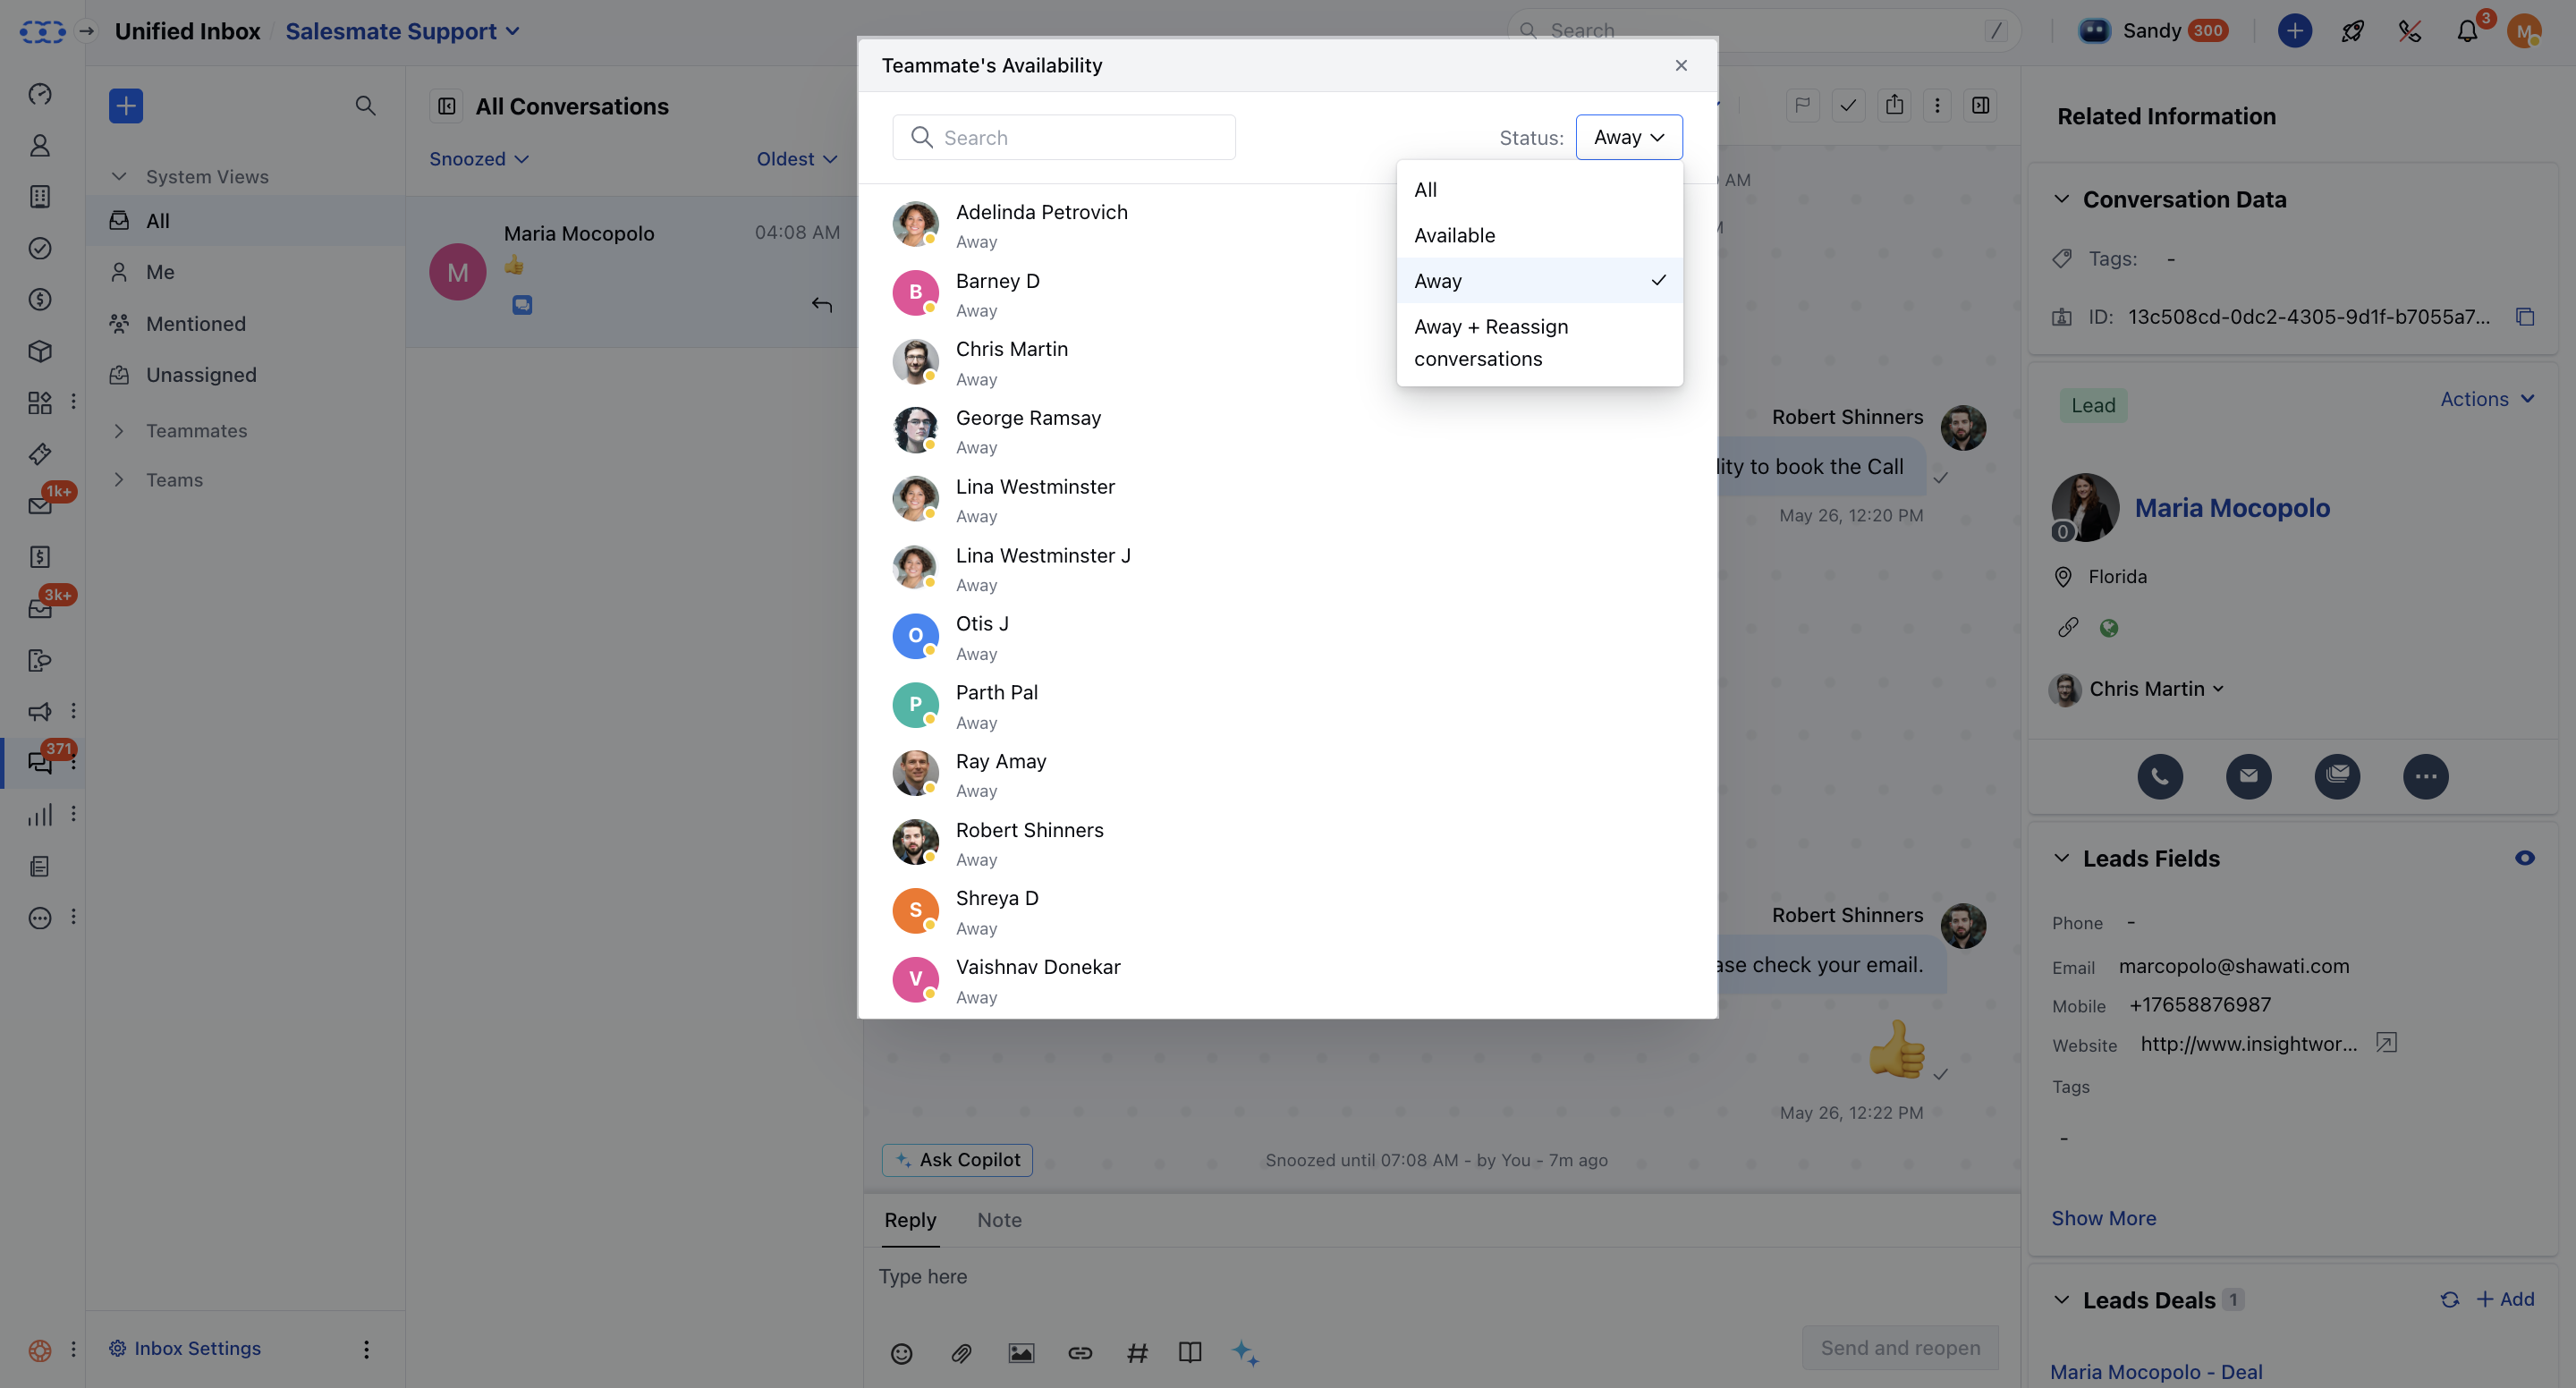 Unified Inbox / Salesmate Support
Search /
Sandy 300
3
M
Teammate's Availability
Search
Status: Away
All
Available
Away
Away + Reassign
conversations
Adelinda Petrovich
Away
B
Barney D
Away
Chris Martin
Away
George Ramsay
Away
Lina Westminster
Away
Lina Westminster J
Away
O
Otis J
Away
P
Parth Pal
Away
Ray Amay
Away
Robert Shinners
Away
S
Shreya D
Away
V
Vaishnav Donekar
Away
1k+
3k+
371
System Views
All
Me
Mentioned
Unassigned
Teammates
Teams
Inbox Settings
All Conversations
Snoozed
Oldest
M
Maria Mocopolo
04:08 AM
👍
AM
Robert Shinners
lity to book the Call
May 26, 12:20 PM
Robert Shinners
ase check your email.
👍
May 26, 12:22 PM
Ask Copilot
Snoozed until 07:08 AM - by You - 7m ago
Reply
Note
Type here
Send and reopen
Related Information
Conversation Data
Tags: -
ID: 13c508cd-0dc2-4305-9d1f-b7055a7...
Lead
Actions
0
Maria Mocopolo
Florida
Chris Martin
Leads Fields
Phone -
Email marcopolo@shawati.com
Mobile +17658876987
Website http://www.insightwor...
Tags
-
Show More
Leads Deals 1
+ Add
Maria Mocopolo - Deal